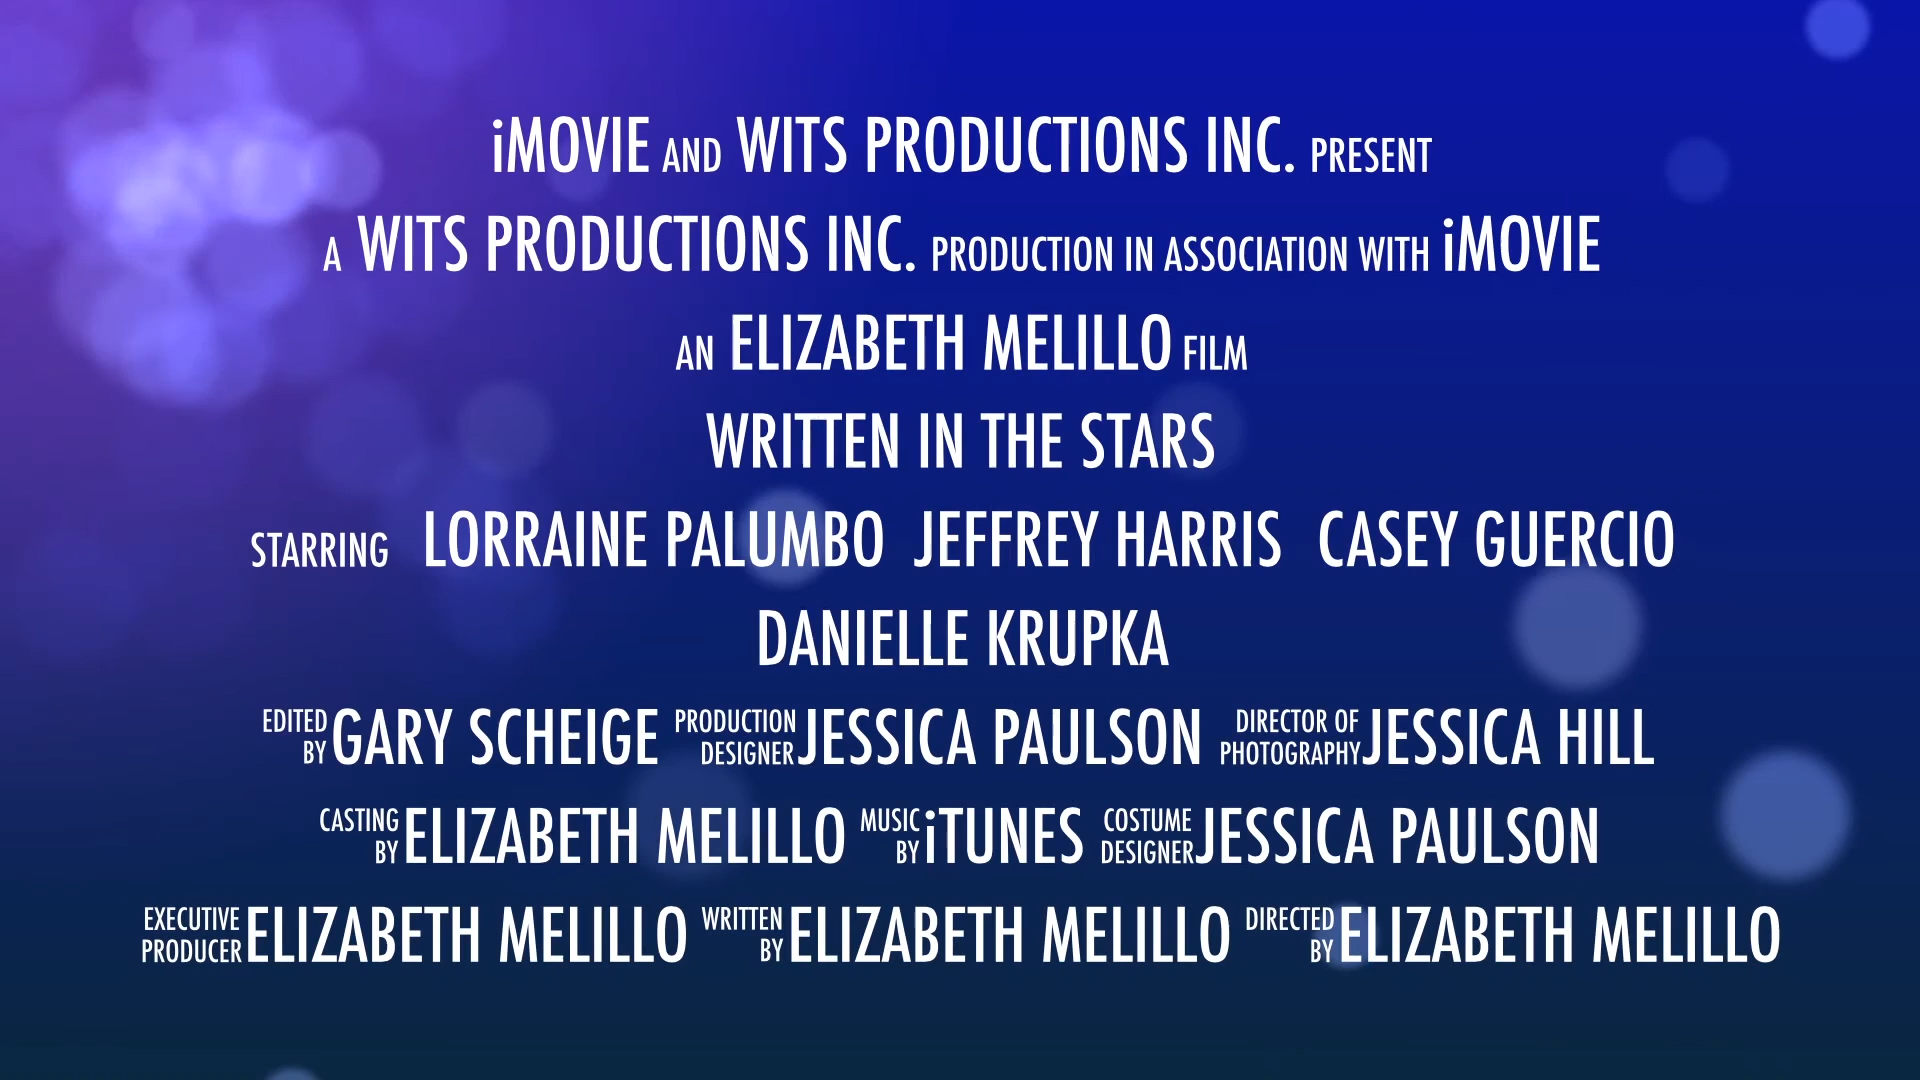 iMOVIE AND WITS PRODUCTIONS INC. PRESENT
A WITS PRODUCTIONS INC. PRODUCTION IN ASSOCIATION WITH iMOVIE
AN ELIZABETH MELILLO FILM
WRITTEN IN THE STARS
STARRING LORRAINE PALUMBO JEFFREY HARRIS CASEY GUERCIO
DANIELLE KRUPKA
EDITED BY GARY SCHEIGE PRODUCTION DESIGNER JESSICA PAULSON DIRECTOR OF PHOTOGRAPHY JESSICA HILL
CASTING BY ELIZABETH MELILLO MUSIC BY iTUNES COSTUME DESIGNER JESSICA PAULSON
EXECUTIVE PRODUCER ELIZABETH MELILLO WRITTEN BY ELIZABETH MELILLO DIRECTED BY ELIZABETH MELILLO